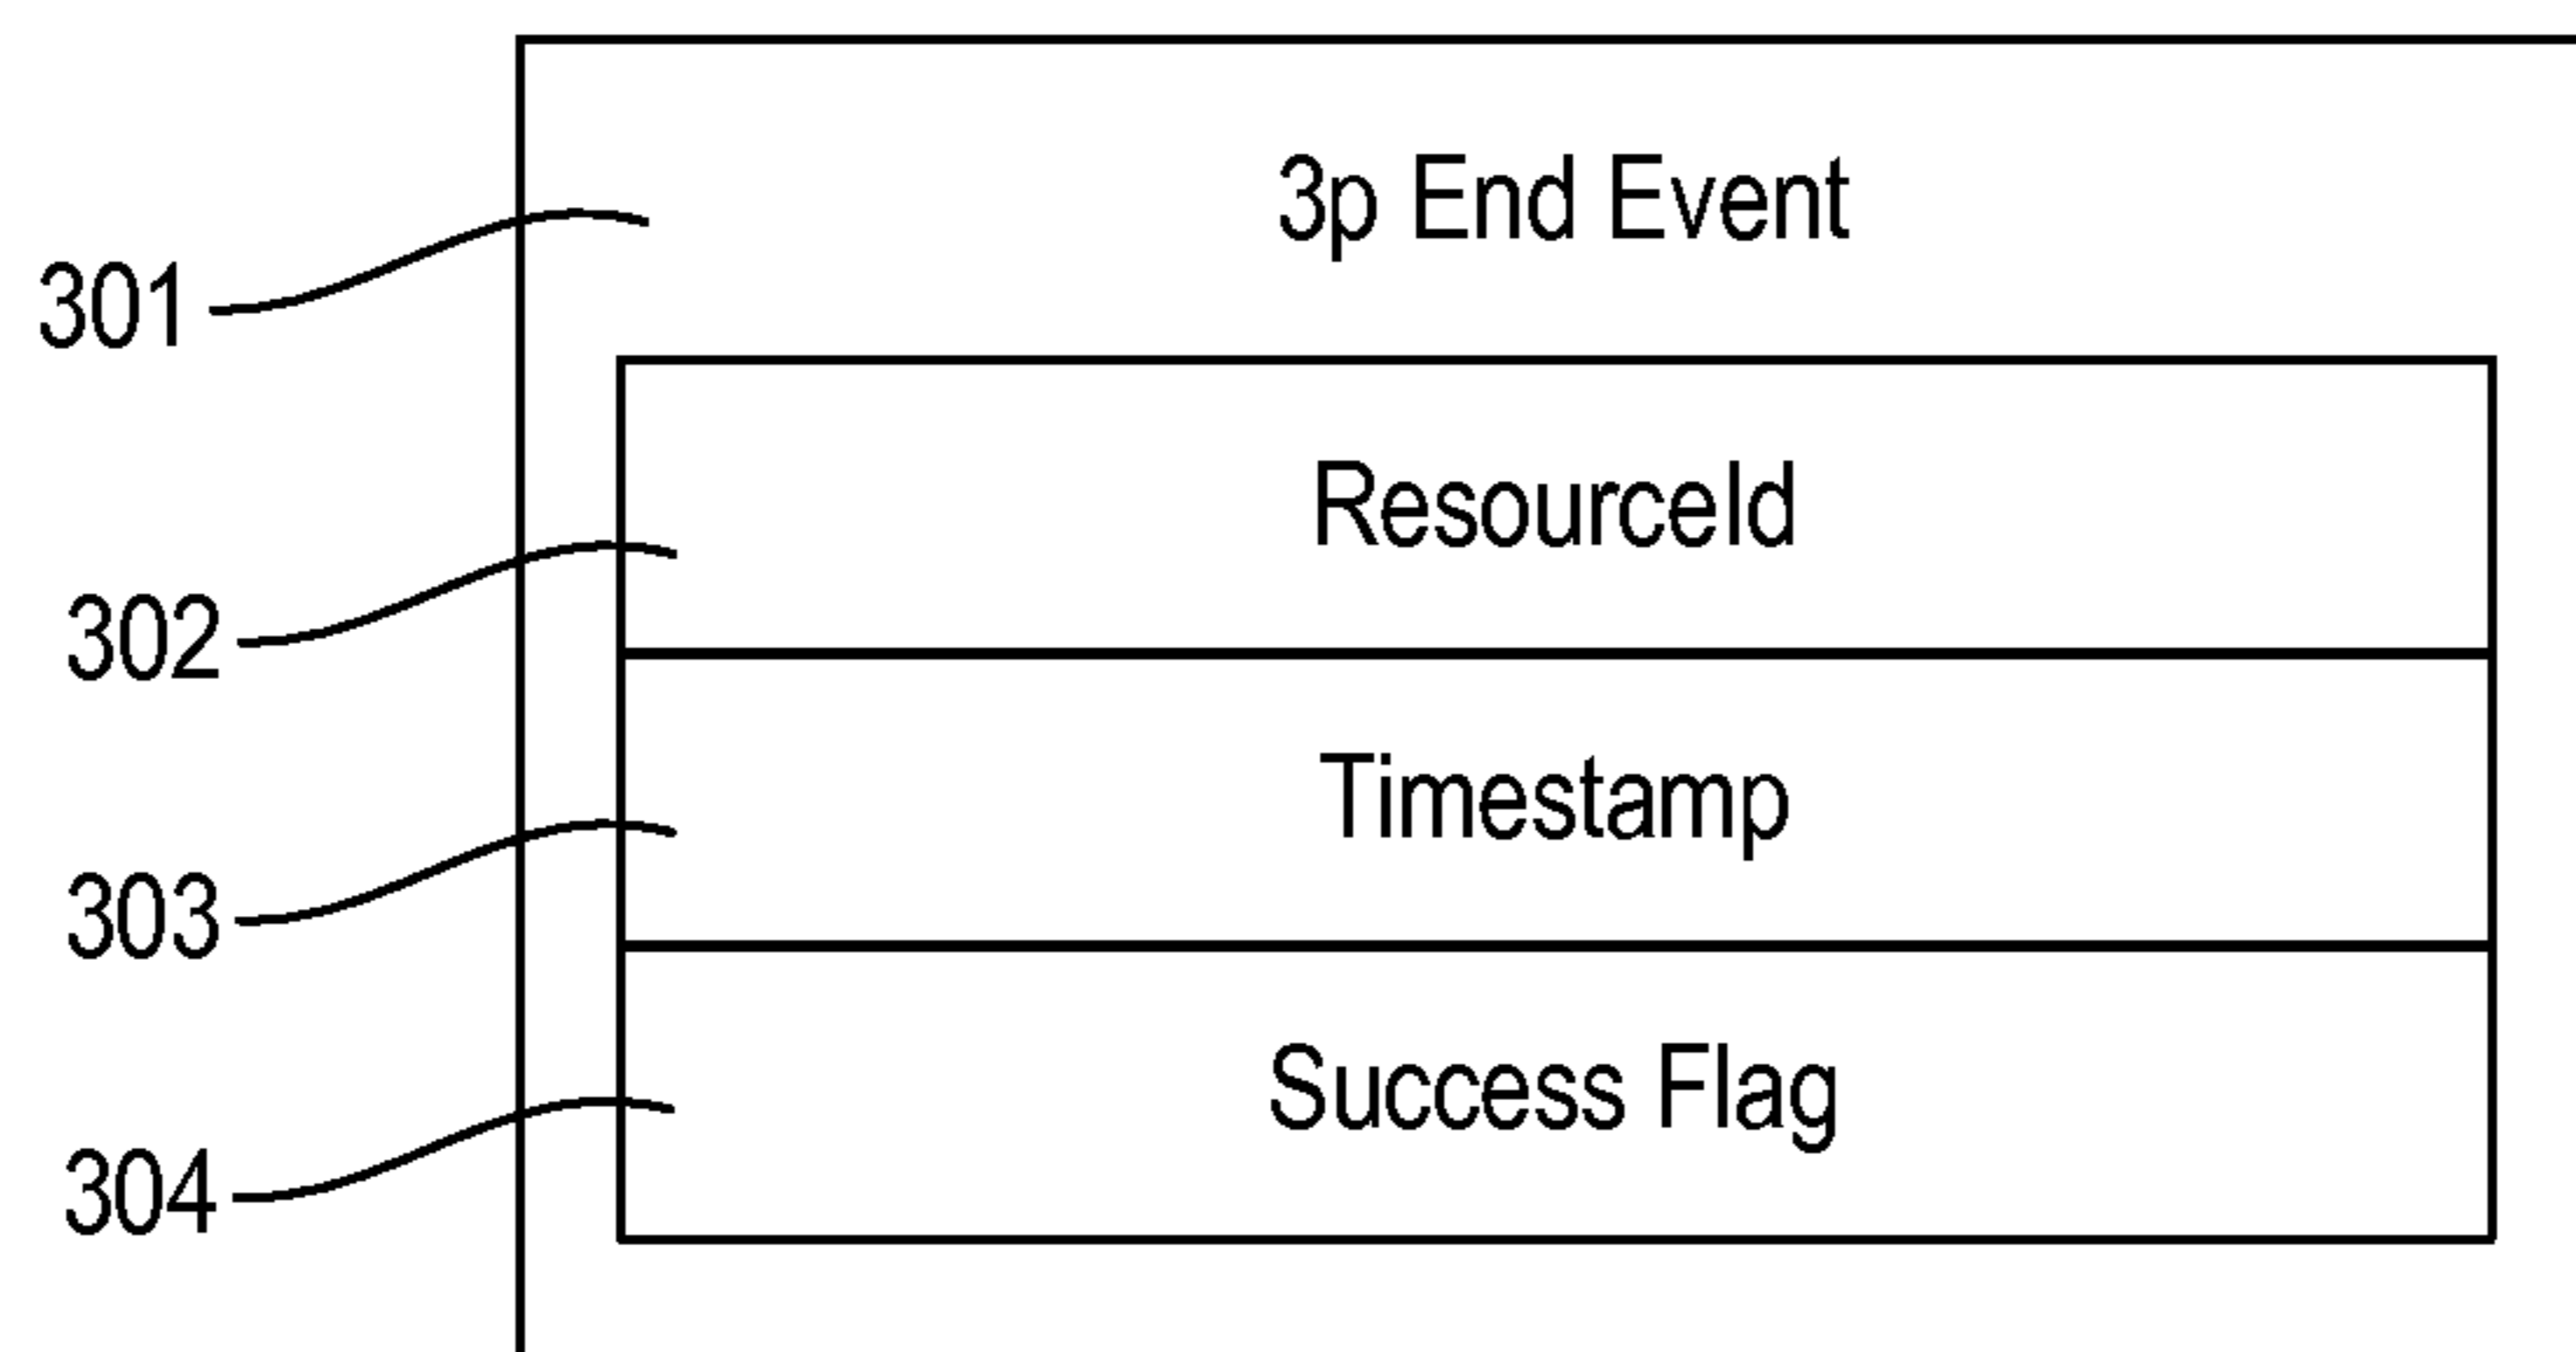 3p End Event
301
ResourceId
302
Timestamp
303
Success Flag
304